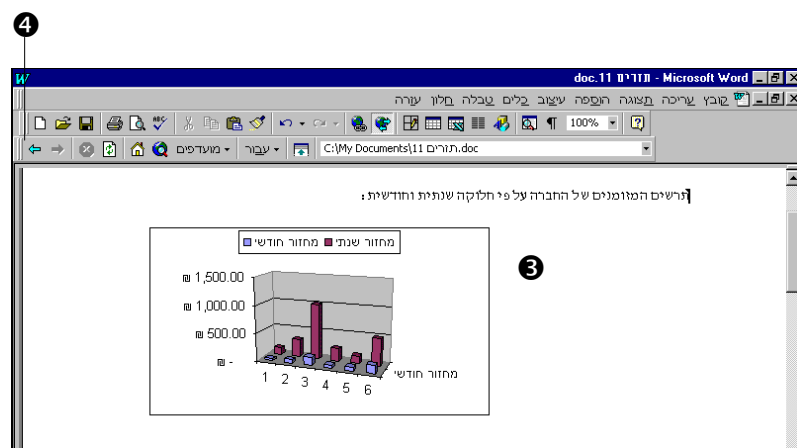 ❹
תזרים 11.doc - Microsoft Word
קובץ עריכה תצוגה הוספה עיצוב כלים טבלה חלון עזרה
100%
מועדפים עבור C:\My Documents\תזרים 11.doc
תרשים המזומנים של החברה על פי חלוקה שנתית וחודשית :
מחזור חודשי מחזור שנתי
❸
₪ 1,500.00
₪ 1,000.00
₪ 500.00
₪ -
מחזור חודשי
1 2 3 4 5 6